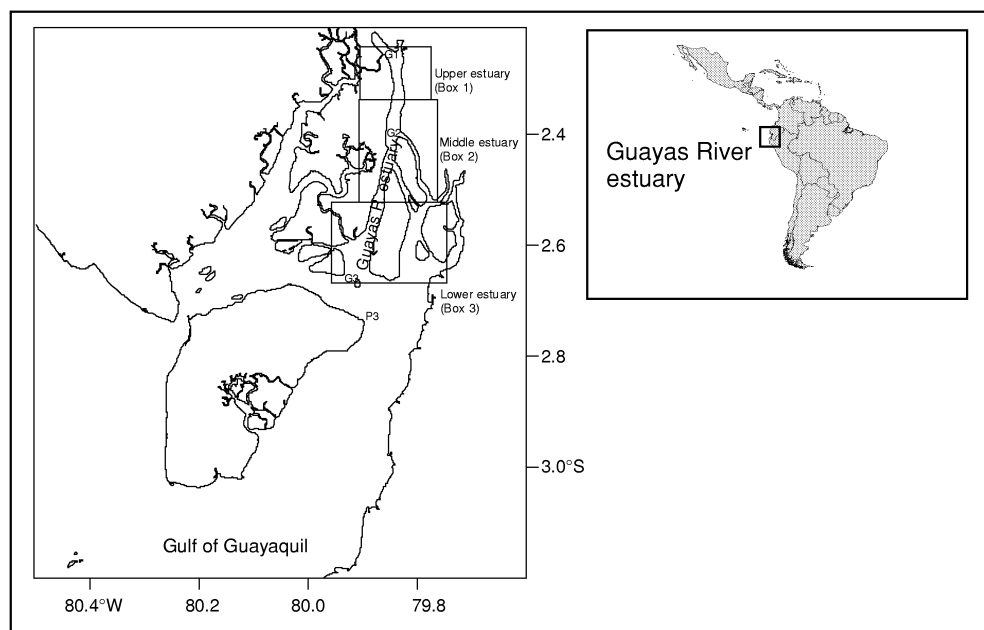 G1
Upper estuary
(Box 1)
G2
Middle estuary
(Box 2)
Guayas R. estuary
G3
Lower estuary
(Box 3)
P3
Gulf of Guayaquil
2.4
2.6
2.8
3.0°S
80.4°W
80.2
80.0
79.8
Guayas River
estuary